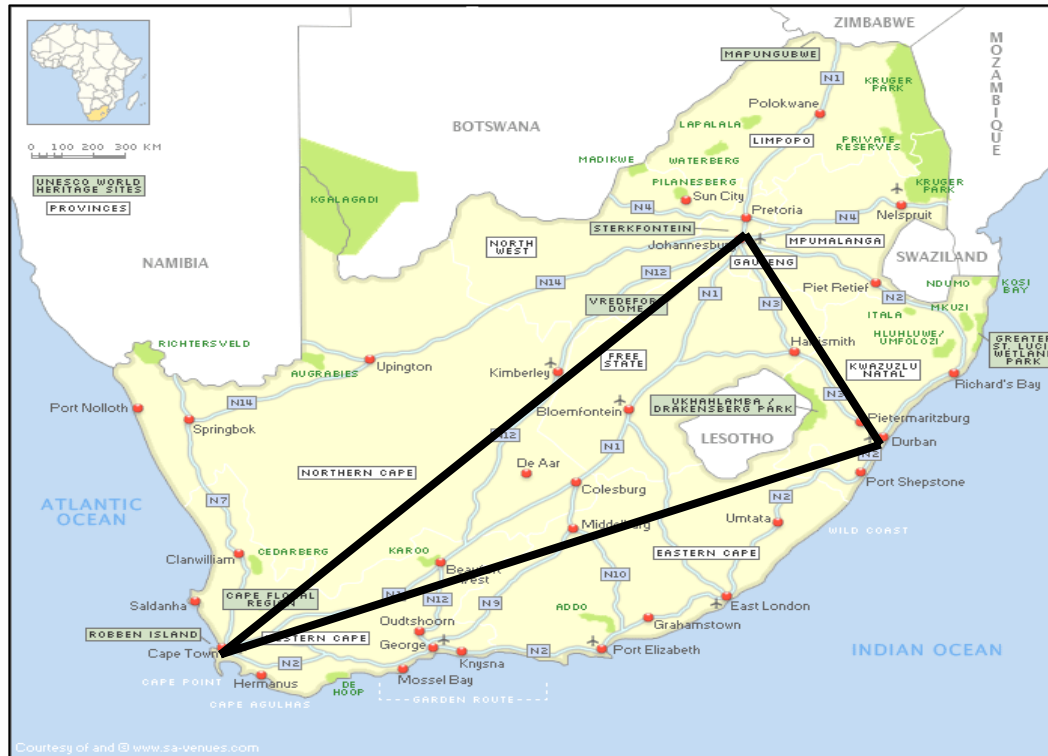 ZIMBABWE
MAPUNGUBWE
MOZAMBIQUE
N1
KRUGER
PARK
Polokwane
BOTSWANA
LAPALALA
LIMPOPO
PRIVATE
RESERVES
0 100 200 300 KM
MADIKWE
WATERBERG
UNESCO WORLD
HERITAGE SITES
PROVINCES
KGALAGADI
PILANESBERG
Sun City
KRUGER
PARK
N4
Pretoria
N4
Nelspruit
STERKFONTEIN
NORTH
WEST
Johannesburg
MPUMALANGA
NAMIBIA
GAUTENG
SWAZILAND
N12
N14
N1
Piet Retief
NDUMO
KOSI
BAY
N2
VREDEFORT
DOME
N3
MKUZI
ITALA
RICHTERSVELD
HLUHLUWE/
UMFOLOZI
GREATER
ST. LUCIA
WETLAND
PARK
Harrismith
FREE
STATE
AUGRABIES
Upington
Kimberley
KWAZUZLU
NATAL
Richard's Bay
N14
Port Nolloth
Springbok
Bloemfontein
UKHAHLAMBA /
DRAKENSBERG PARK
N3
Pietermaritzburg
N12
LESOTHO
Durban
N1
N2
NORTHERN CAPE
De Aar
Port Shepstone
Colesburg
ATLANTIC
OCEAN
N7
N2
Middelburg
Umtata
WILD COAST
Clanwilliam
CEDARBERG
KAROO
EASTERN CAPE
Beaufort
West
N10
CAPE FLORAL
REGION
N12
N9
Saldanha
ADDO
East London
Oudtshoorn
Grahamstown
ROBBEN ISLAND
WESTERN CAPE
Cape Town
George
N2
Knysna
N2
Port Elizabeth
INDIAN OCEAN
Mossel Bay
CAPE POINT
Hermanus
DE
HOOP
GARDEN ROUTE
CAPE AGULHAS
Courtesy of and © www.sa-venues.com